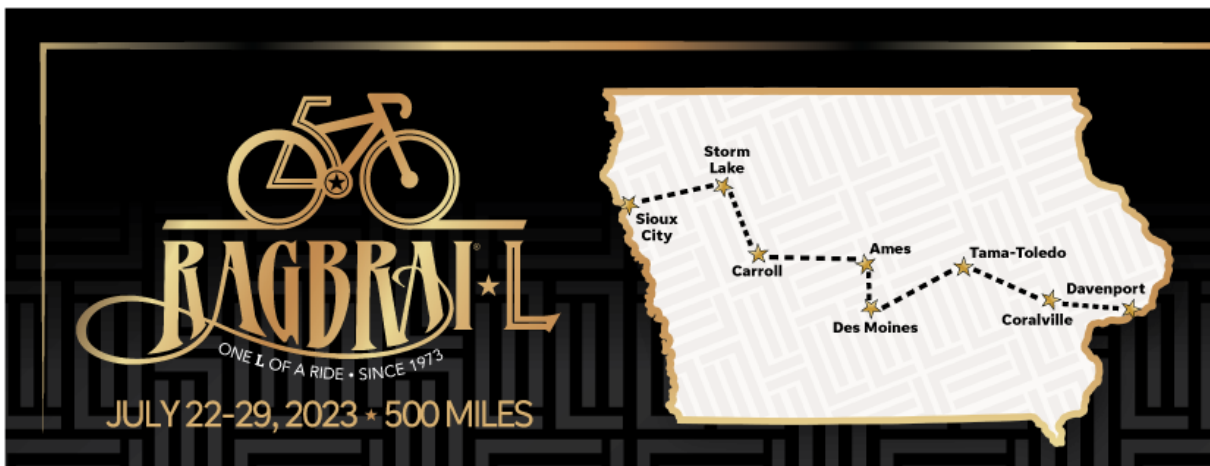 RAGBRAI® ★ L
ONE L OF A RIDE • SINCE 1973
JULY 22-29, 2023 ★ 500 MILES
Storm
Lake
Sioux
City
Carroll
Ames
Des Moines
Tama-Toledo
Coralville
Davenport